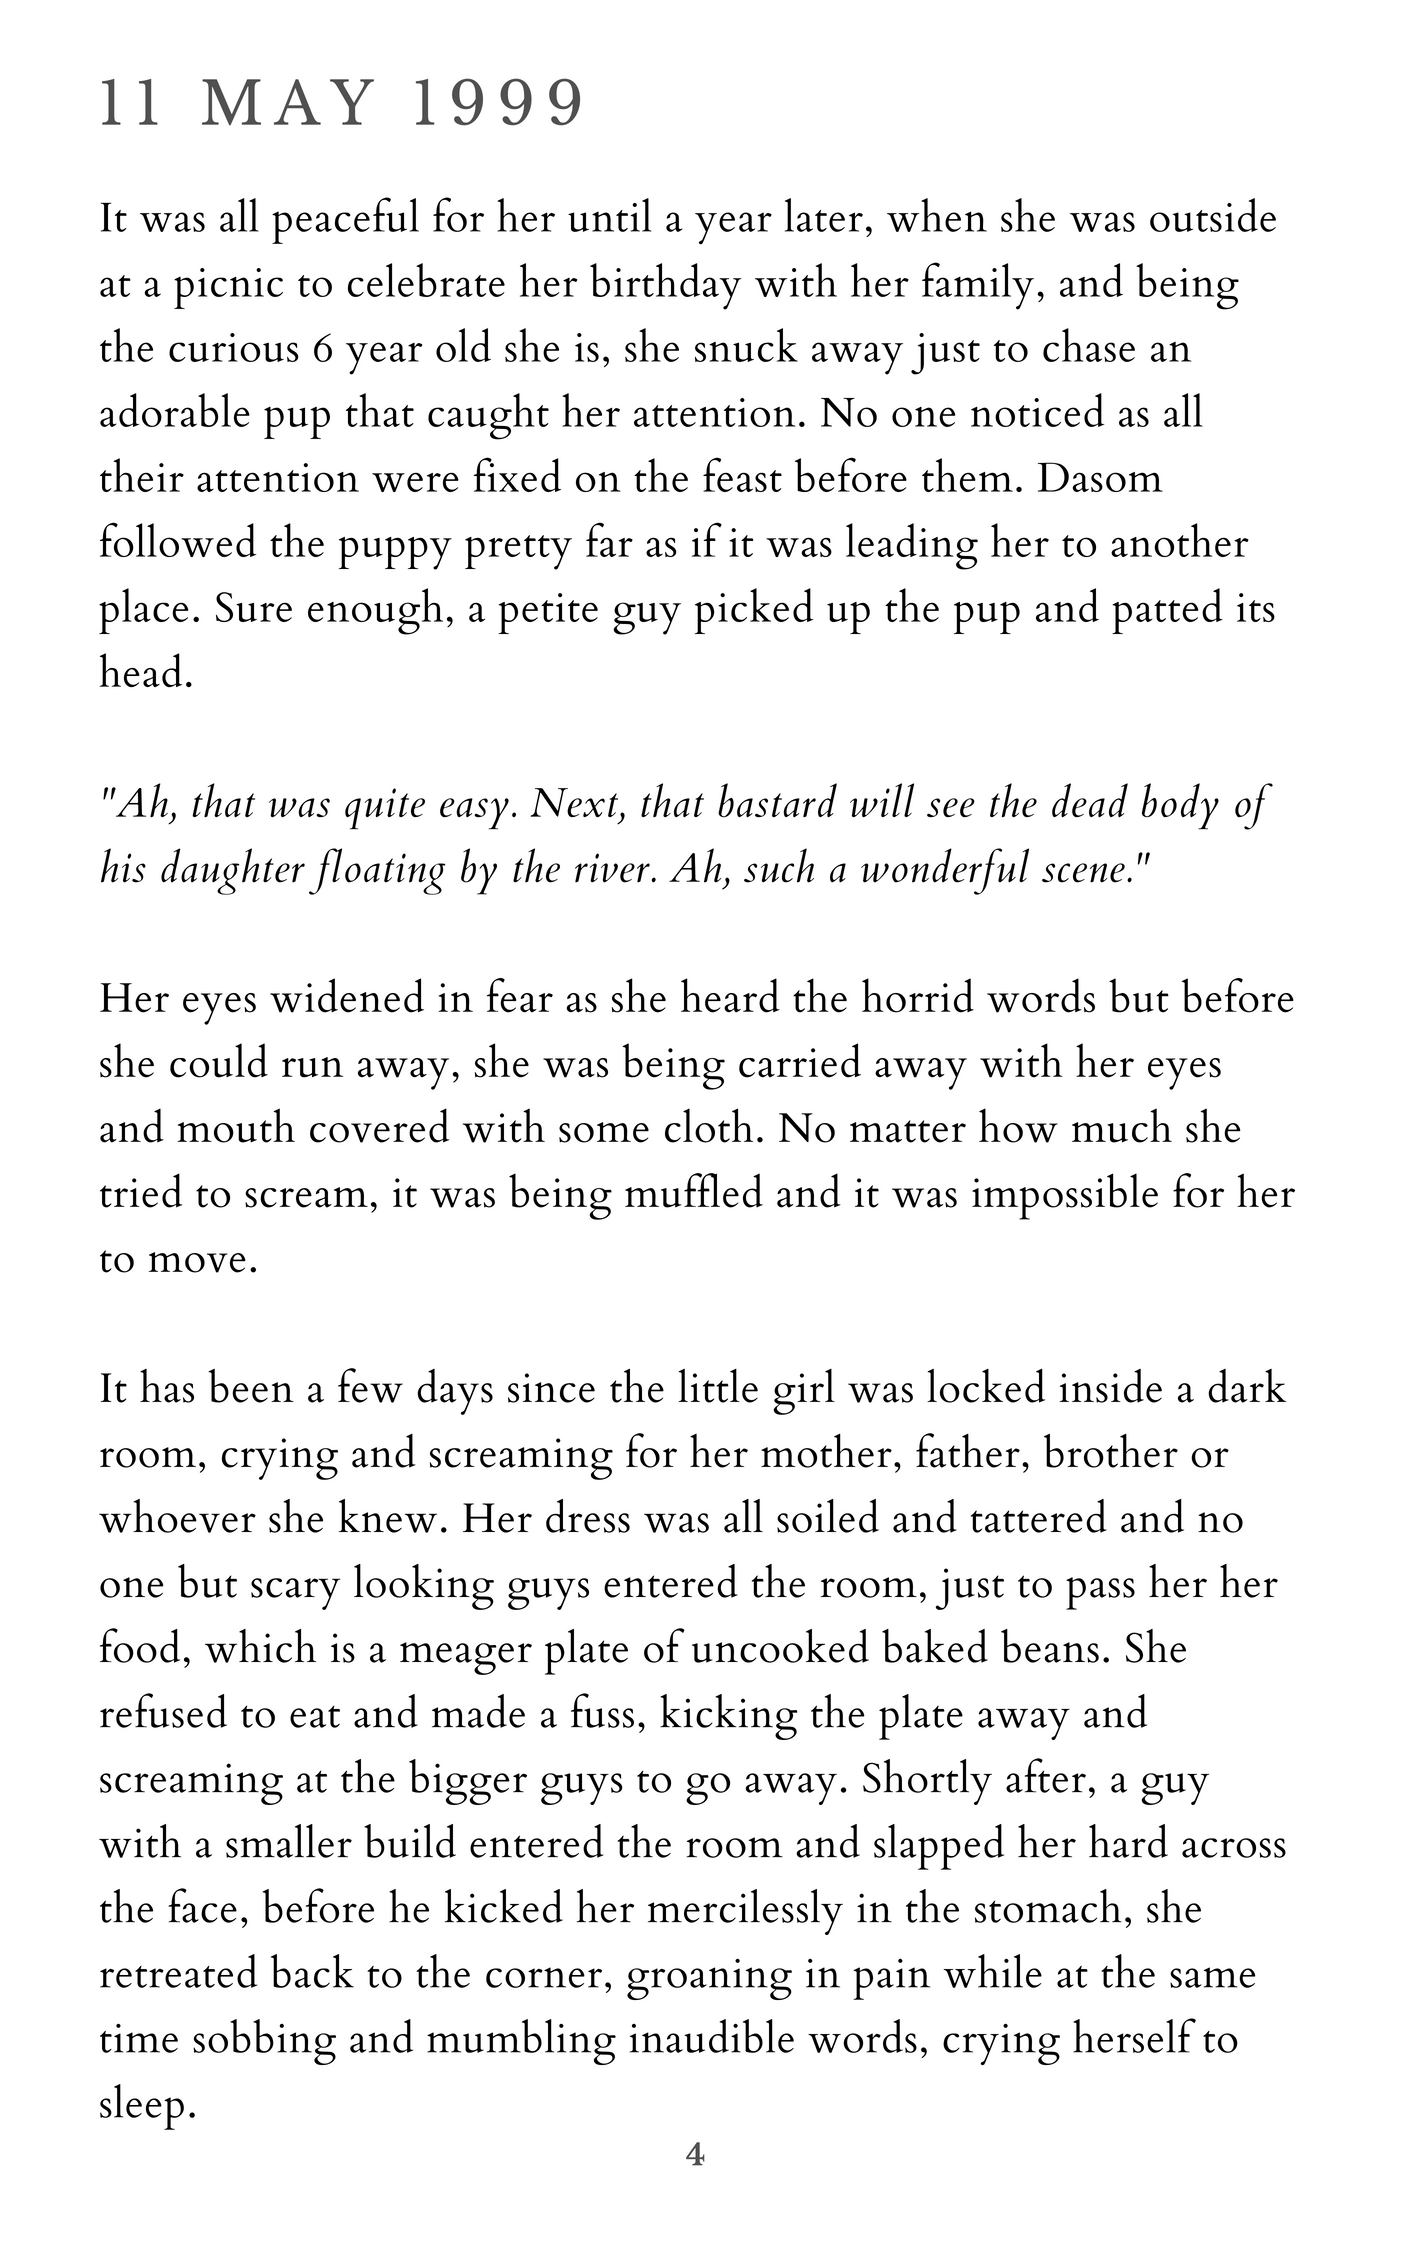 11 MAY 1999
It was all peaceful for her until a year later, when she was outside
at a picnic to celebrate her birthday with her family, and being
the curious 6 year old she is, she snuck away just to chase an
adorable pup that caught her attention. No one noticed as all
their attention were fixed on the feast before them. Dasom
followed the puppy pretty far as if it was leading her to another
place. Sure enough, a petite guy picked up the pup and patted its
head.
"Ah, that was quite easy. Next, that bastard will see the dead body of
his daughter floating by the river. Ah, such a wonderful scene."
Her eyes widened in fear as she heard the horrid words but before
she could run away, she was being carried away with her eyes
and mouth covered with some cloth. No matter how much she
tried to scream, it was being muffled and it was impossible for her
to move.
It has been a few days since the little girl was locked inside a dark
room, crying and screaming for her mother, father, brother or
whoever she knew. Her dress was all soiled and tattered and no
one but scary looking guys entered the room, just to pass her her
food, which is a meager plate of uncooked baked beans. She
refused to eat and made a fuss, kicking the plate away and
screaming at the bigger guys to go away. Shortly after, a guy
with a smaller build entered the room and slapped her hard across
the face, before he kicked her mercilessly in the stomach, she
retreated back to the corner, groaning in pain while at the same
time sobbing and mumbling inaudible words, crying herself to
sleep.
4